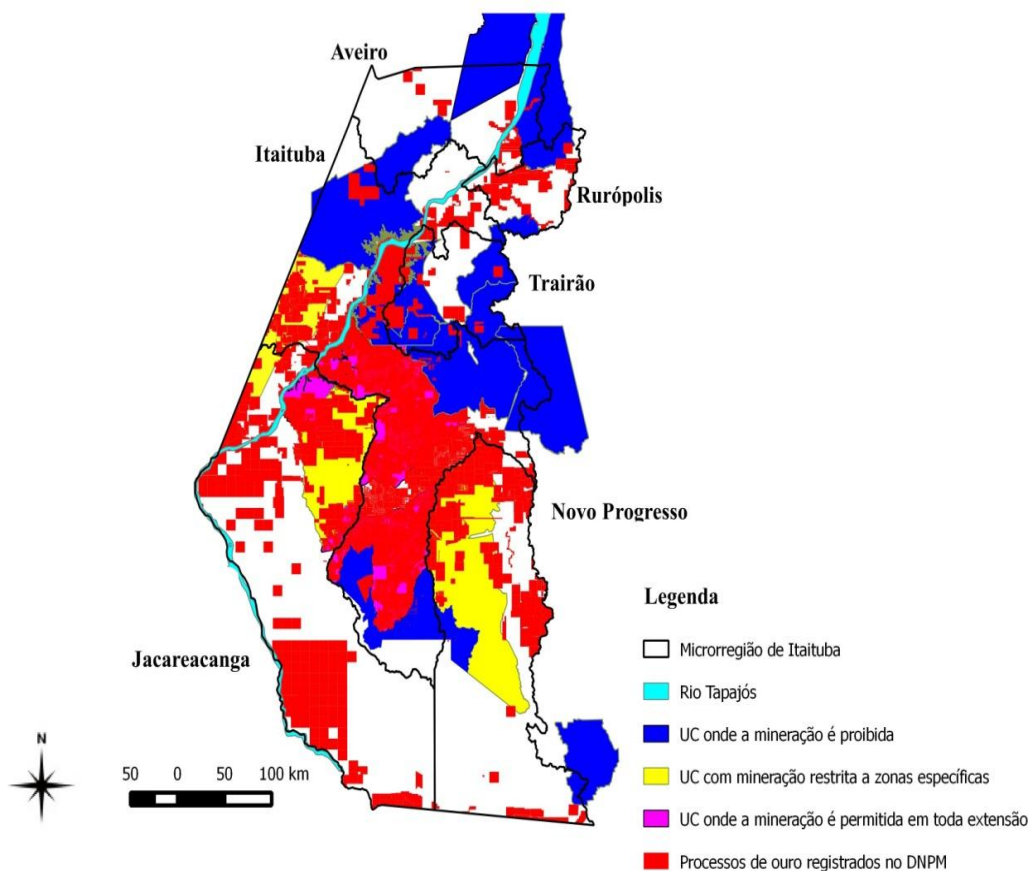 Aveiro
Itaituba
Rurópolis
Trairão
Novo Progresso
Jacareacanga
Legenda
Microrregião de Itaituba
Rio Tapajós
UC onde a mineração é proibida
UC com mineração restrita a zonas específicas
UC onde a mineração é permitida em toda extensão
Processos de ouro registrados no DNPM
N
50 0 50 100 km